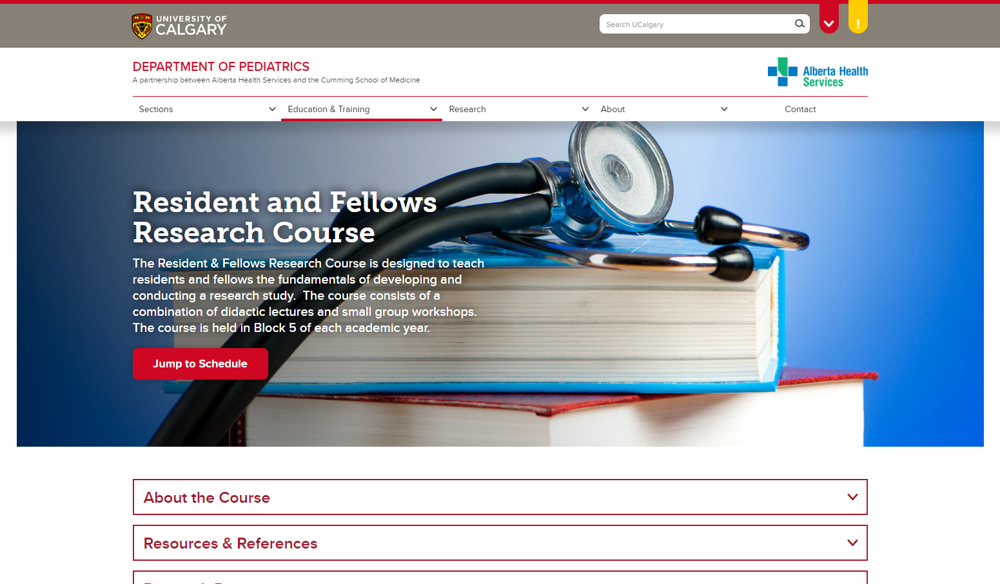 UNIVERSITY OF
CALGARY
Search UCalgary
!
DEPARTMENT OF PEDIATRICS
A partnership between Alberta Health Services and the Cumming School of Medicine
Alberta Health
Services
Sections
Education & Training
Research
About
Contact
Resident and Fellows
Research Course
The Resident & Fellows Research Course is designed to teach
residents and fellows the fundamentals of developing and
conducting a research study.  The course consists of a
combination of didactic lectures and small group workshops.
The course is held in Block 5 of each academic year.
Jump to Schedule
About the Course
Resources & References